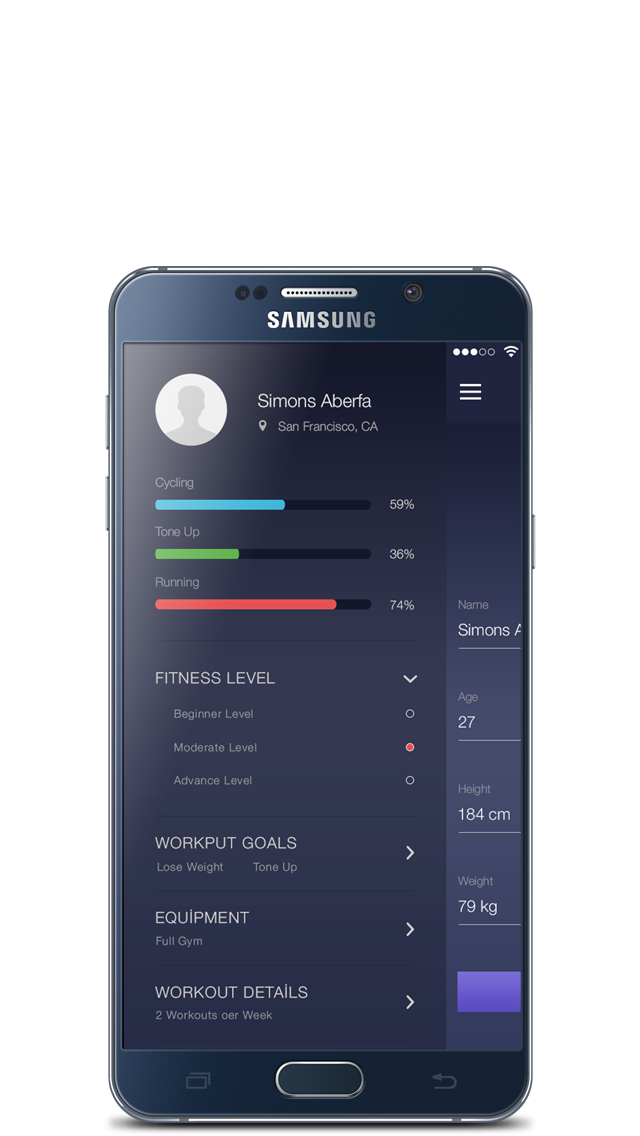 SAMSUNG
Simons Aberfa
San Francisco, CA
Cycling
59%
Tone Up
36%
Running
74%
FITNESS LEVEL
Beginner Level
Moderate Level
Advance Level
WORKPUT GOALS
Lose Weight Tone Up
EQUİPMENT
Full Gym
WORKOUT DETAİLS
2 Workouts oer Week
Name
Simons A
Age
27
Height
184 cm
Weight
79 kg